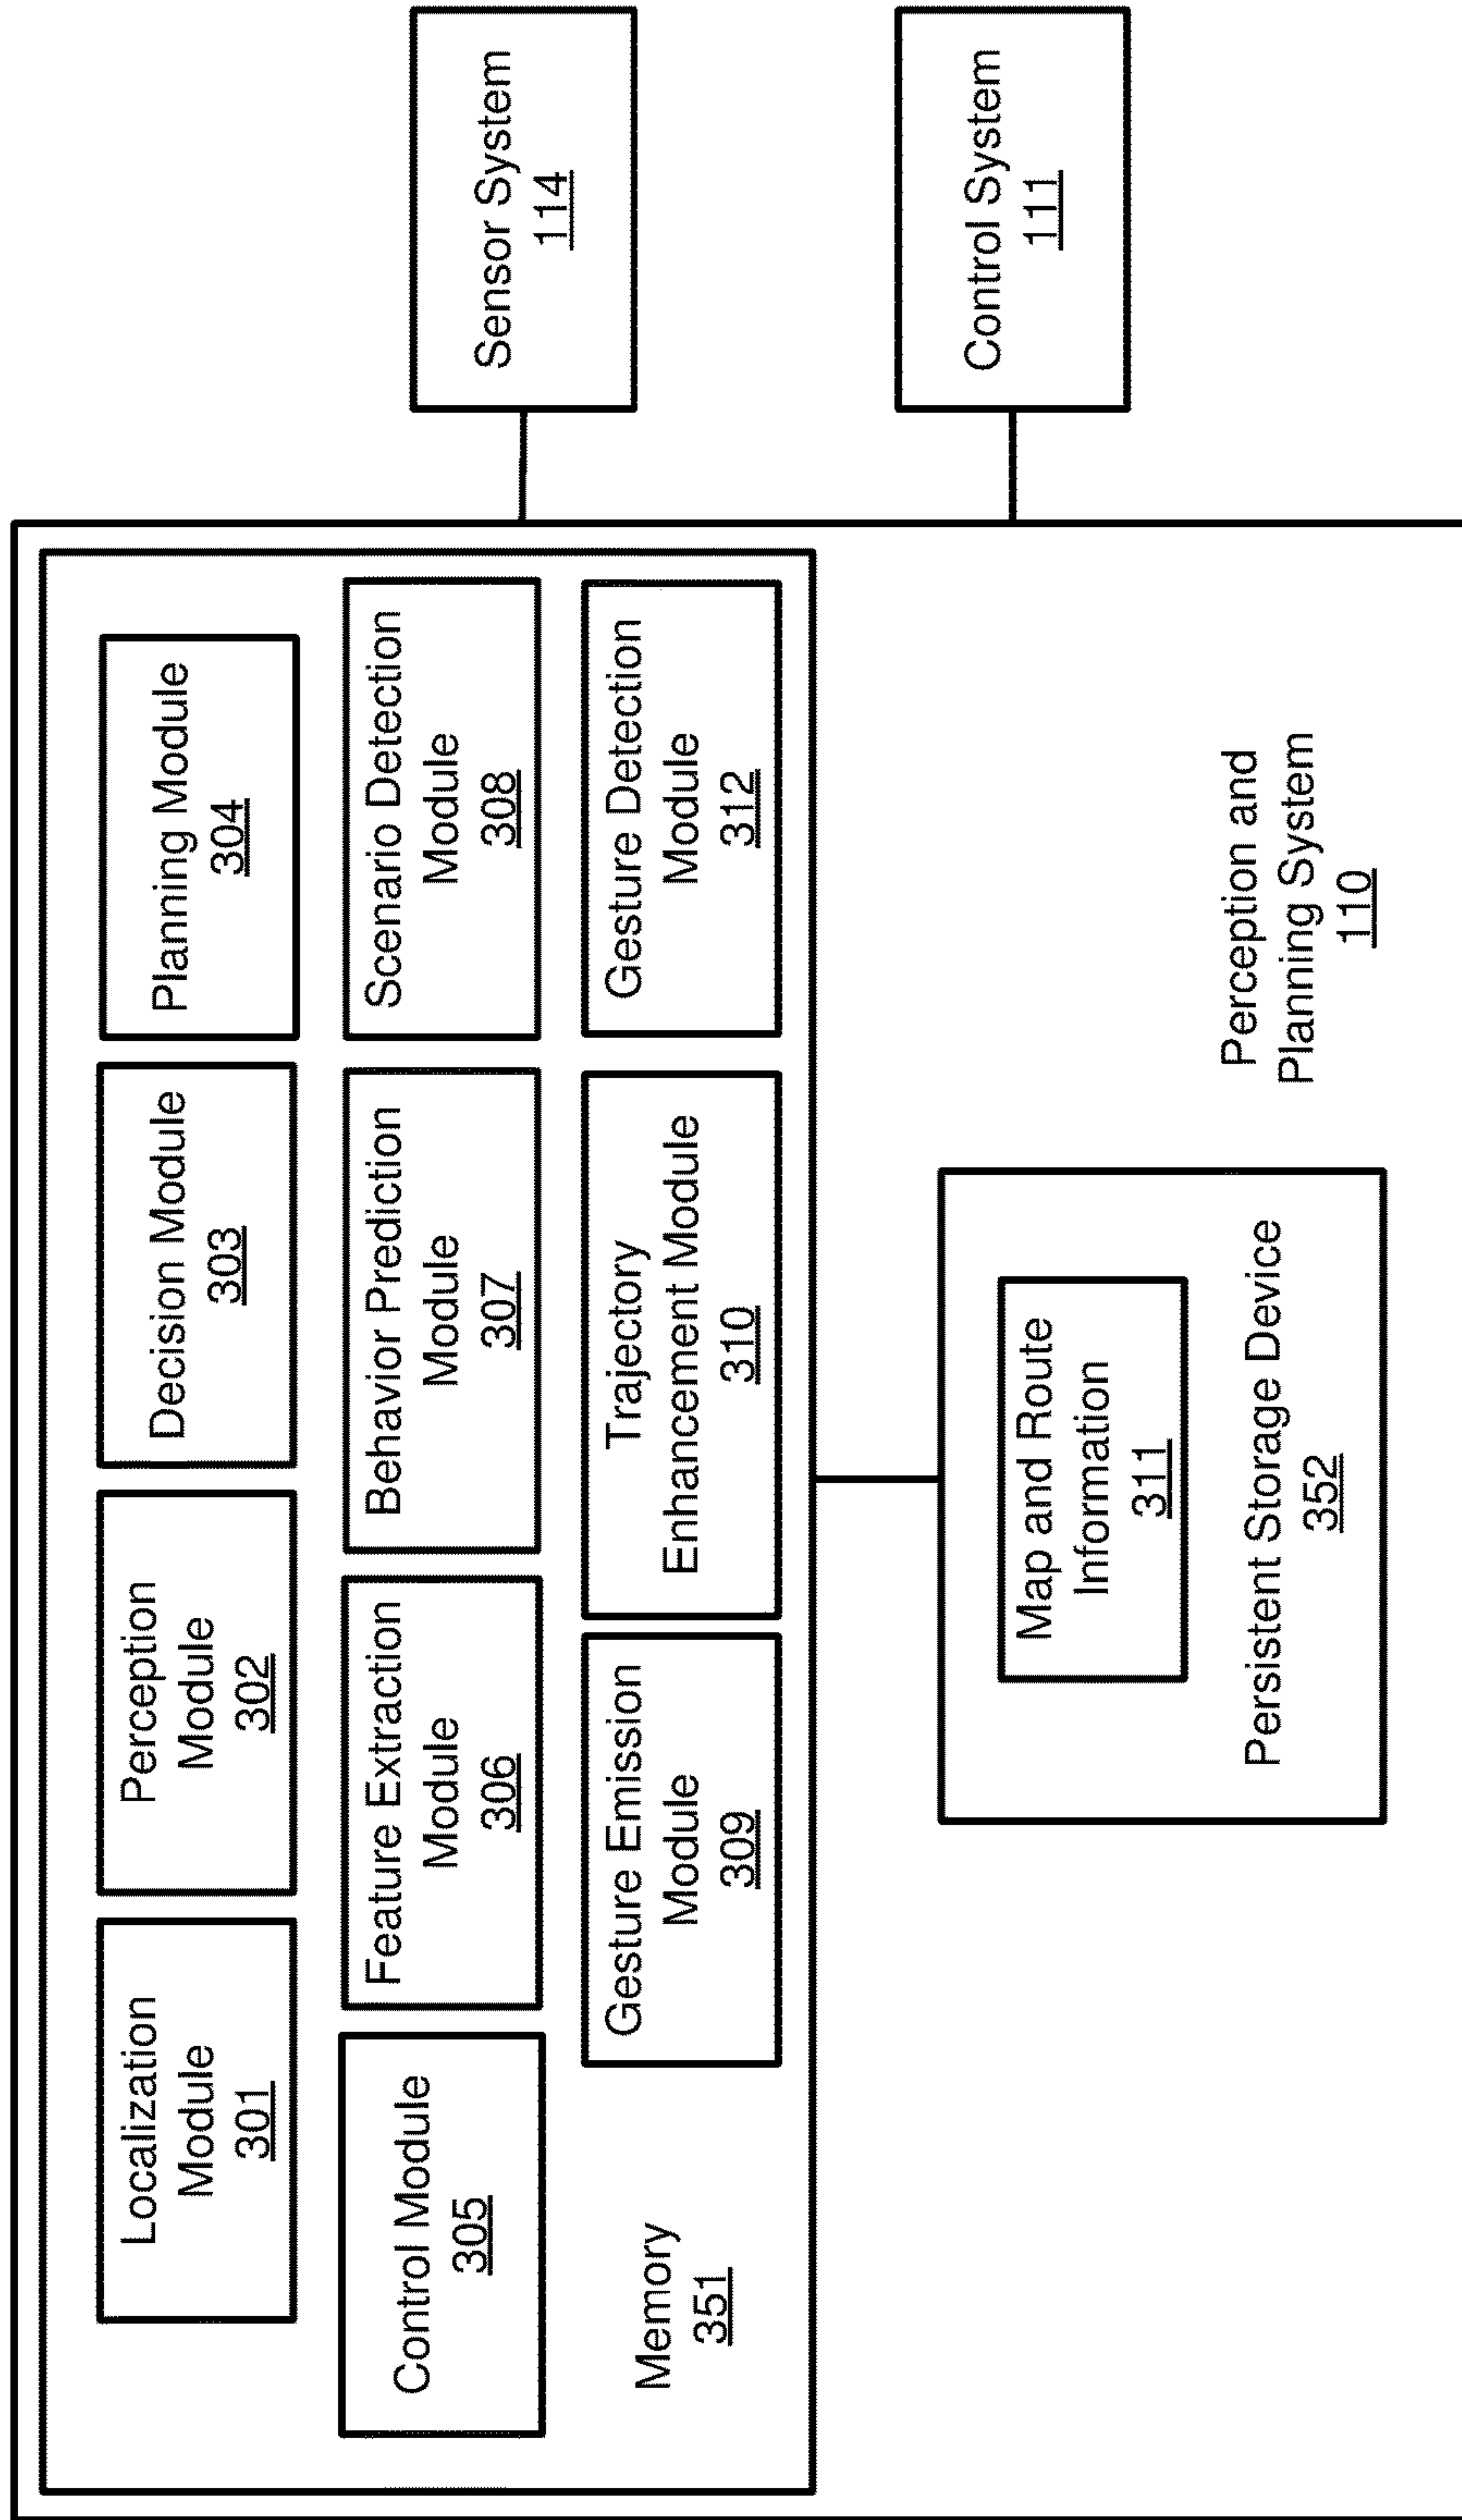 Localization
Module
301
Perception
Module
302
Decision Module
303
Planning Module
304
Control Module
305
Feature Extraction
Module
306
Behavior Prediction
Module
307
Scenario Detection
Module
308
Gesture Emission
Module
309
Trajectory
Enhancement Module
310
Gesture Detection
Module
312
Memory
351
Map and Route
Information
311
Persistent Storage Device
352
Perception and
Planning System
110
Sensor System
114
Control System
111